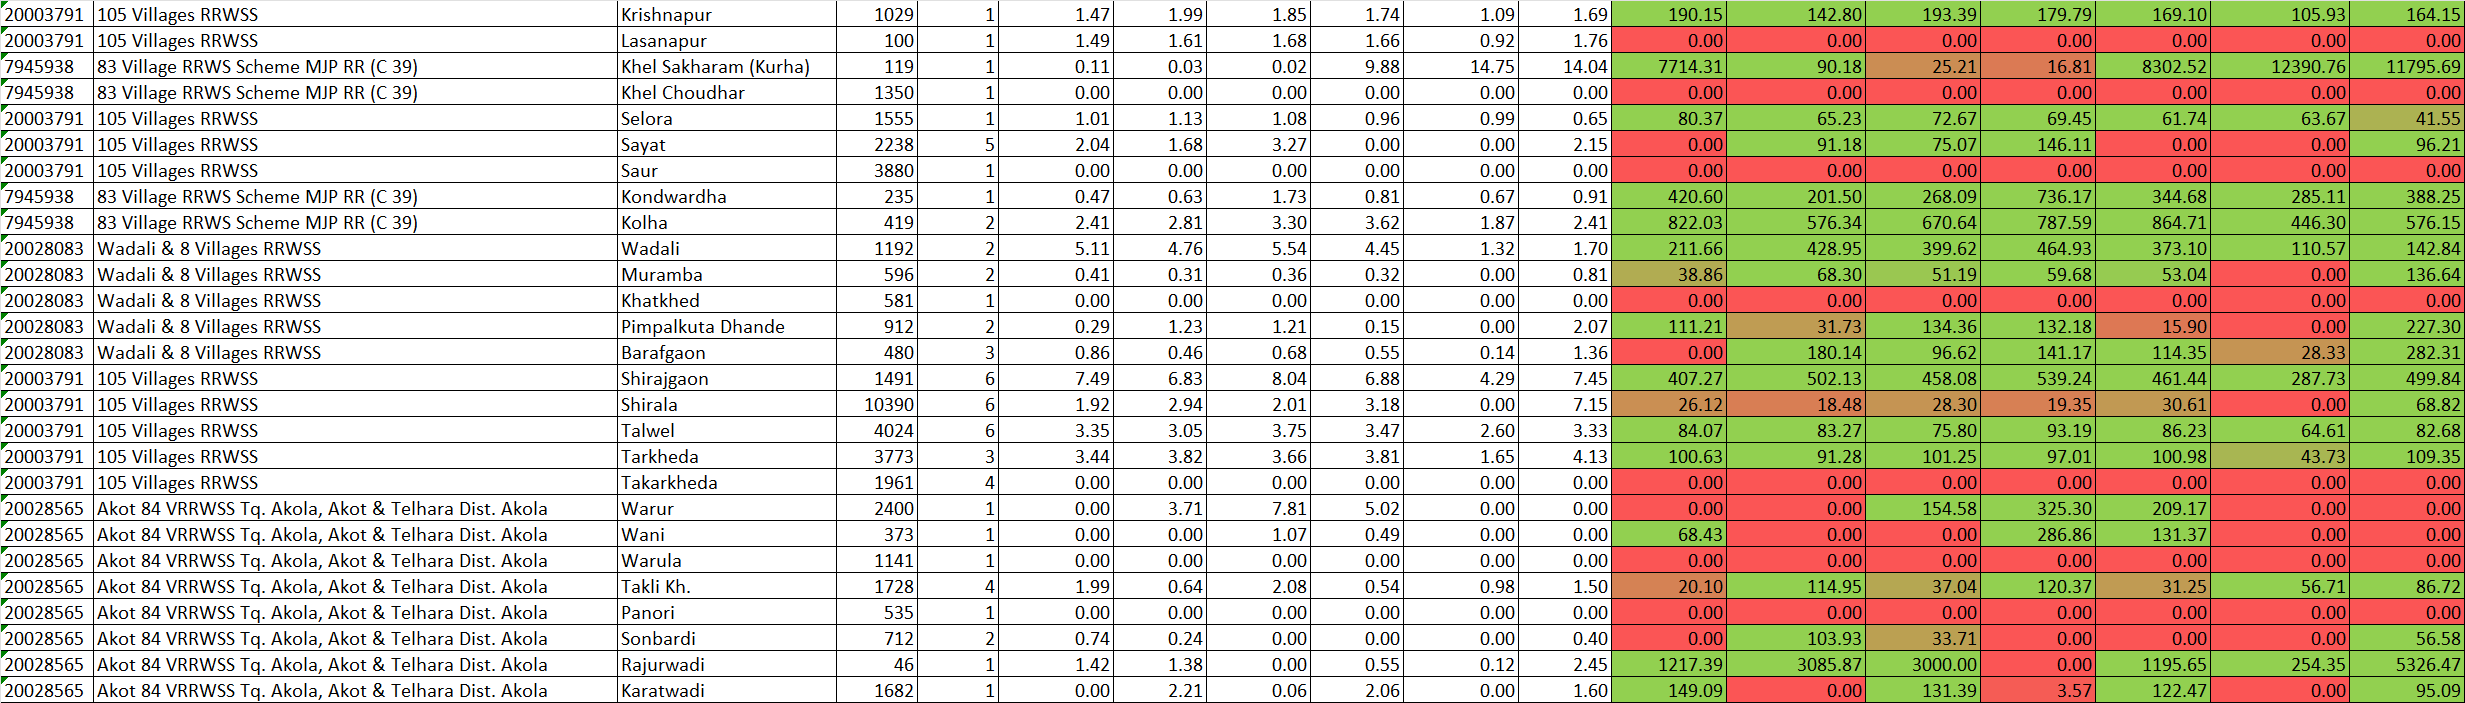 20003791 105 Villages RRWSS Krishnapur 1029 1 1.47 1.99 1.85 1.74 1.09 1.69 190.15 142.80 193.39 179.79 169.10 105.93 164.15
20003791 105 Villages RRWSS Lasanapur 100 1 1.49 1.61 1.68 1.66 0.92 1.76 0.00 0.00 0.00 0.00 0.00 0.00 0.00
7945938 83 Village RRWS Scheme MJP RR (C 39) Khel Sakharam (Kurha) 119 1 0.11 0.03 0.02 9.88 14.75 14.04 7714.31 90.18 25.21 16.81 8302.52 12390.76 11795.69
7945938 83 Village RRWS Scheme MJP RR (C 39) Khel Choudhar 1350 1 0.00 0.00 0.00 0.00 0.00 0.00 0.00 0.00 0.00 0.00 0.00 0.00 0.00
20003791 105 Villages RRWSS Selora 1555 1 1.01 1.13 1.08 0.96 0.99 0.65 80.37 65.23 72.67 69.45 61.74 63.67 41.55
20003791 105 Villages RRWSS Sayat 2238 5 2.04 1.68 3.27 0.00 0.00 2.15 0.00 91.18 75.07 146.11 0.00 0.00 96.21
20003791 105 Villages RRWSS Saur 3880 1 0.00 0.00 0.00 0.00 0.00 0.00 0.00 0.00 0.00 0.00 0.00 0.00 0.00
7945938 83 Village RRWS Scheme MJP RR (C 39) Kondwardha 235 1 0.47 0.63 1.73 0.81 0.67 0.91 420.60 201.50 268.09 736.17 344.68 285.11 388.25
7945938 83 Village RRWS Scheme MJP RR (C 39) Kolha 419 2 2.41 2.81 3.30 3.62 1.87 2.41 822.03 576.34 670.64 787.59 864.71 446.30 576.15
20028083 Wadali & 8 Villages RRWSS Wadali 1192 2 5.11 4.76 5.54 4.45 1.32 1.70 211.66 428.95 399.62 464.93 373.10 110.57 142.84
20028083 Wadali & 8 Villages RRWSS Muramba 596 2 0.41 0.31 0.36 0.32 0.00 0.81 38.86 68.30 51.19 59.68 53.04 0.00 136.64
20028083 Wadali & 8 Villages RRWSS Khatkhed 581 1 0.00 0.00 0.00 0.00 0.00 0.00 0.00 0.00 0.00 0.00 0.00 0.00 0.00
20028083 Wadali & 8 Villages RRWSS Pimpalkuta Dhande 912 2 0.29 1.23 1.21 0.15 0.00 2.07 111.21 31.73 134.36 132.18 15.90 0.00 227.30
20028083 Wadali & 8 Villages RRWSS Barafgaon 480 3 0.86 0.46 0.68 0.55 0.14 1.36 0.00 180.14 96.62 141.17 114.35 28.33 282.31
20003791 105 Villages RRWSS Shirajgaon 1491 6 7.49 6.83 8.04 6.88 4.29 7.45 407.27 502.13 458.08 539.24 461.44 287.73 499.84
20003791 105 Villages RRWSS Shirala 10390 6 1.92 2.94 2.01 3.18 0.00 7.15 26.12 18.48 28.30 19.35 30.61 0.00 68.82
20003791 105 Villages RRWSS Talwel 4024 6 3.35 3.05 3.75 3.47 2.60 3.33 84.07 83.27 75.80 93.19 86.23 64.61 82.68
20003791 105 Villages RRWSS Tarkheda 3773 3 3.44 3.82 3.66 3.81 1.65 4.13 100.63 91.28 101.25 97.01 100.98 43.73 109.35
20003791 105 Villages RRWSS Takarkheda 1961 4 0.00 0.00 0.00 0.00 0.00 0.00 0.00 0.00 0.00 0.00 0.00 0.00 0.00
20028565 Akot 84 VRRWSS Tq. Akola, Akot & Telhara Dist. Akola Warur 2400 1 0.00 3.71 7.81 5.02 0.00 0.00 0.00 0.00 154.58 325.30 209.17 0.00 0.00
20028565 Akot 84 VRRWSS Tq. Akola, Akot & Telhara Dist. Akola Wani 373 1 0.00 0.00 1.07 0.49 0.00 0.00 68.43 0.00 0.00 286.86 131.37 0.00 0.00
20028565 Akot 84 VRRWSS Tq. Akola, Akot & Telhara Dist. Akola Warula 1141 1 0.00 0.00 0.00 0.00 0.00 0.00 0.00 0.00 0.00 0.00 0.00 0.00 0.00
20028565 Akot 84 VRRWSS Tq. Akola, Akot & Telhara Dist. Akola Takli Kh. 1728 4 1.99 0.64 2.08 0.54 0.98 1.50 20.10 114.95 37.04 120.37 31.25 56.71 86.72
20028565 Akot 84 VRRWSS Tq. Akola, Akot & Telhara Dist. Akola Panori 535 1 0.00 0.00 0.00 0.00 0.00 0.00 0.00 0.00 0.00 0.00 0.00 0.00 0.00
20028565 Akot 84 VRRWSS Tq. Akola, Akot & Telhara Dist. Akola Sonbardi 712 2 0.74 0.24 0.00 0.00 0.00 0.40 0.00 103.93 33.71 0.00 0.00 0.00 56.58
20028565 Akot 84 VRRWSS Tq. Akola, Akot & Telhara Dist. Akola Rajurwadi 46 1 1.42 1.38 0.00 0.55 0.12 2.45 1217.39 3085.87 3000.00 0.00 1195.65 254.35 5326.47
20028565 Akot 84 VRRWSS Tq. Akola, Akot & Telhara Dist. Akola Karatwadi 1682 1 0.00 2.21 0.06 2.06 0.00 1.60 149.09 0.00 131.39 3.57 122.47 0.00 95.09